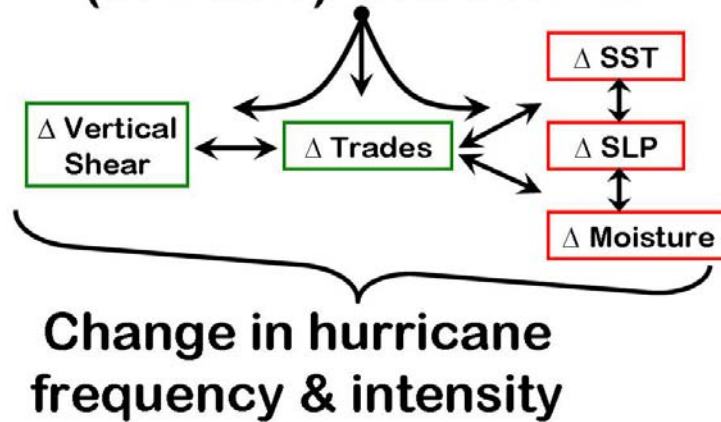 Δ SST
Δ Vertical
Shear
Δ Trades
Δ SLP
Δ Moisture
Change in hurricane
frequency & intensity